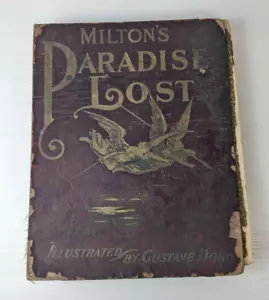 MILTON'S
PARADISE
LOST
ILLUSTRATED BY GUSTAVE DORÉ